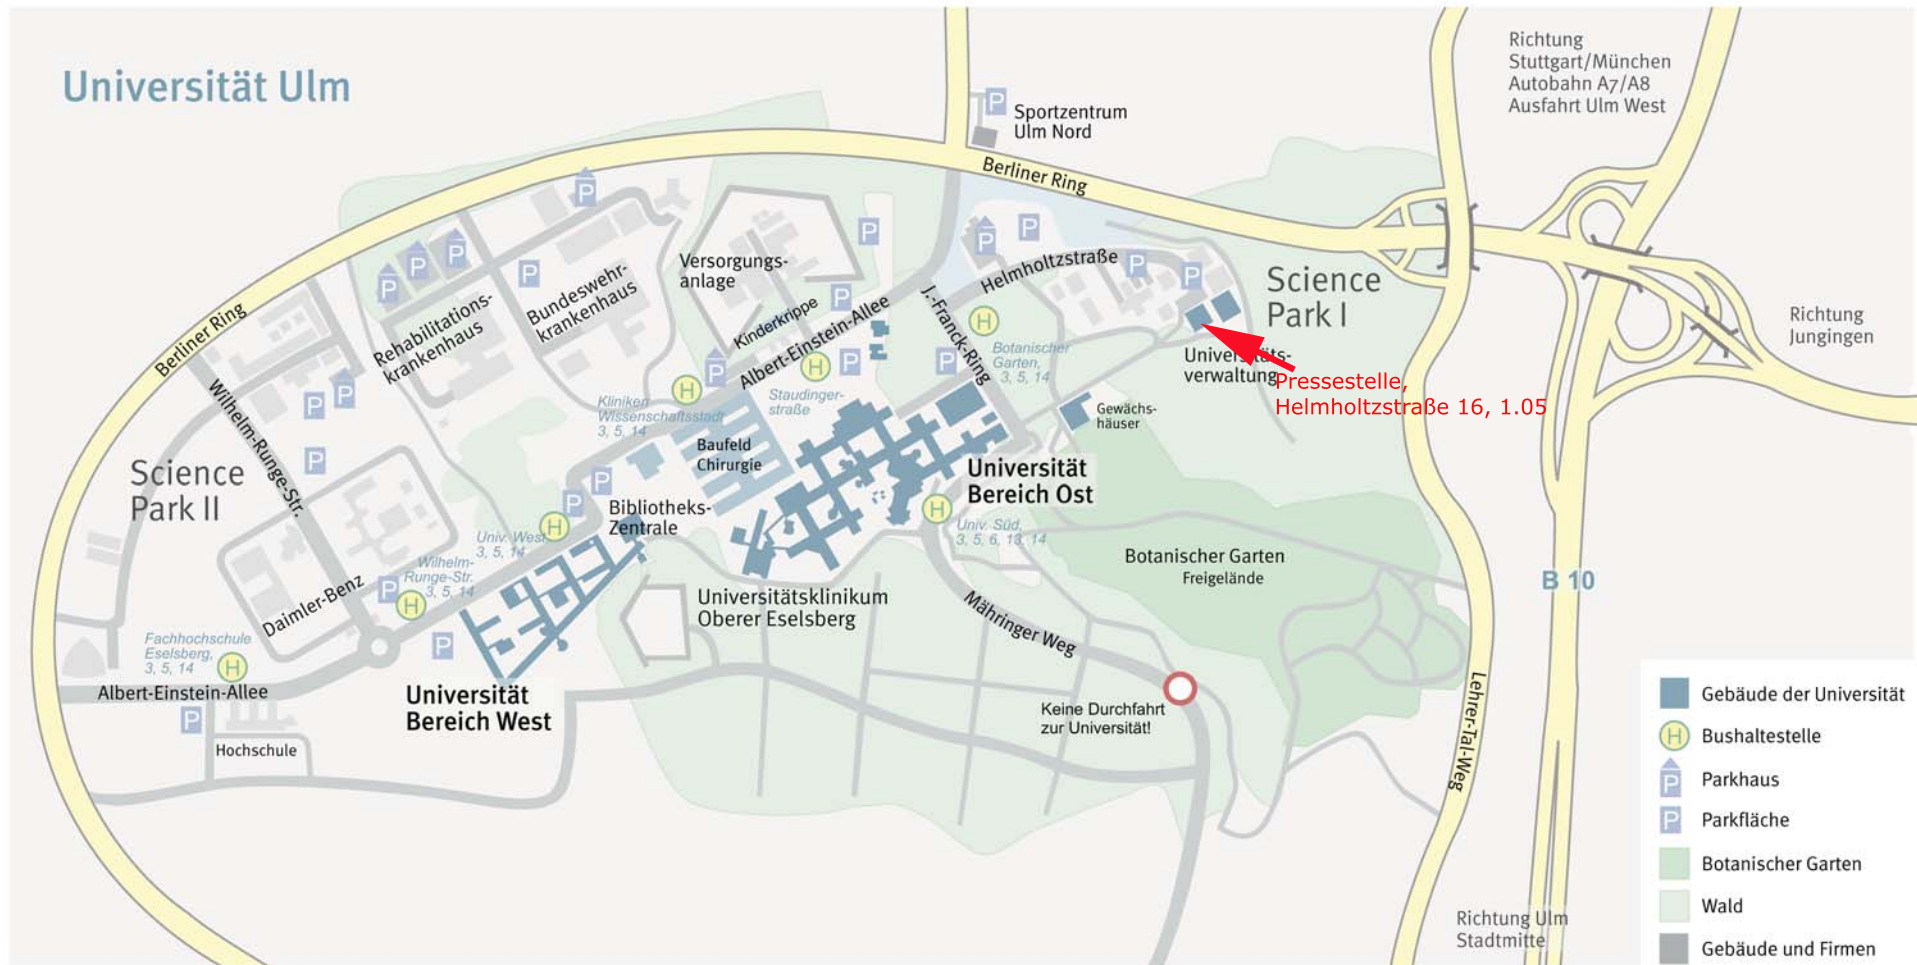 Universität Ulm
Richtung
Stuttgart/München
Autobahn A7/A8
Ausfahrt Ulm West
P
Sportzentrum
Ulm Nord
Berliner Ring
P
P
P
P
P
P
P
P
P
P
P
Versorgungs-
anlage
Helmholtzstraße
Science
Park I
Richtung
Jungingen
Bundeswehr-
krankenhaus
Rehabilitations-
krankenhaus
Berliner Ring
Kinderkrippe
Albert-Einstein-Allee
P
J.-Franck-Ring
H
Botanischer
Garten,
3, 5, 14
Universitäts-
verwaltung
Pressestelle,
Helmholtzstraße 16, 1.05
P
H
P
H
P
P
P
Staudinger-
straße
Kliniken
Wissenschaftsstadt
3, 5, 14
Gewächs-
häuser
Wilhelm-Runge-Str.
Baufeld
Chirurgie
P
Science
Park II
Universität
Bereich Ost
P
P
Bibliotheks-
Zentrale
H
H
Univ. West
3, 5, 14
Univ. Süd,
3, 5, 6, 13, 14
Botanischer Garten
Freigelände
Wilhelm-
Runge-Str.
3, 5, 14
P
H
Daimler-Benz
Universitätsklinikum
Oberer Eselsberg
Mähringer Weg
B 10
P
Fachhochschule
Eselsberg,
3, 5, 14
H
Albert-Einstein-Allee
P
Hochschule
Universität
Bereich West
Keine Durchfahrt
zur Universität!
Lehrer-Tal-Weg
Richtung Ulm
Stadtmitte
Gebäude der Universität
H Bushaltestelle
P Parkhaus
P Parkfläche
Botanischer Garten
Wald
Gebäude und Firmen